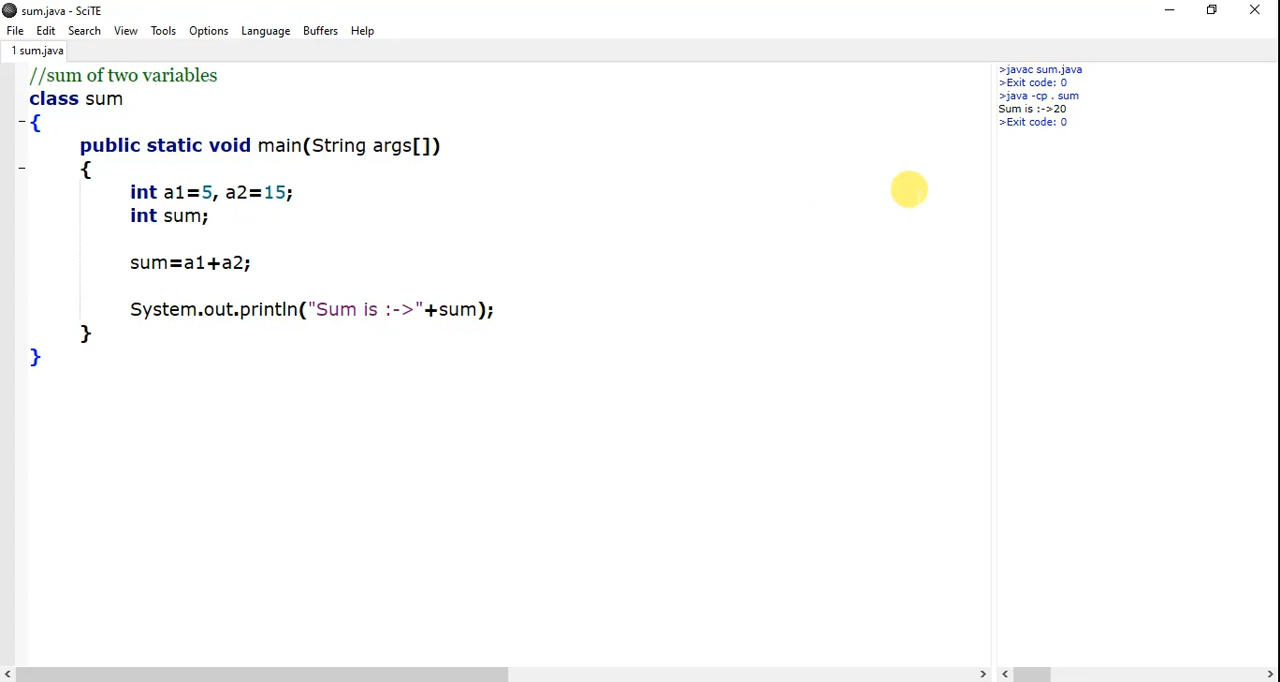 sum.java - SciTE
File Edit Search View Tools Options Language Buffers Help
1 sum.java
//sum of two variables
class sum
{
public static void main(String args[])
{
int a1=5, a2=15;
int sum;
sum=a1+a2;
System.out.println("Sum is :->"+sum);
}
}
>javac sum.java
>Exit code: 0
>java -cp . sum
Sum is :->20
>Exit code: 0